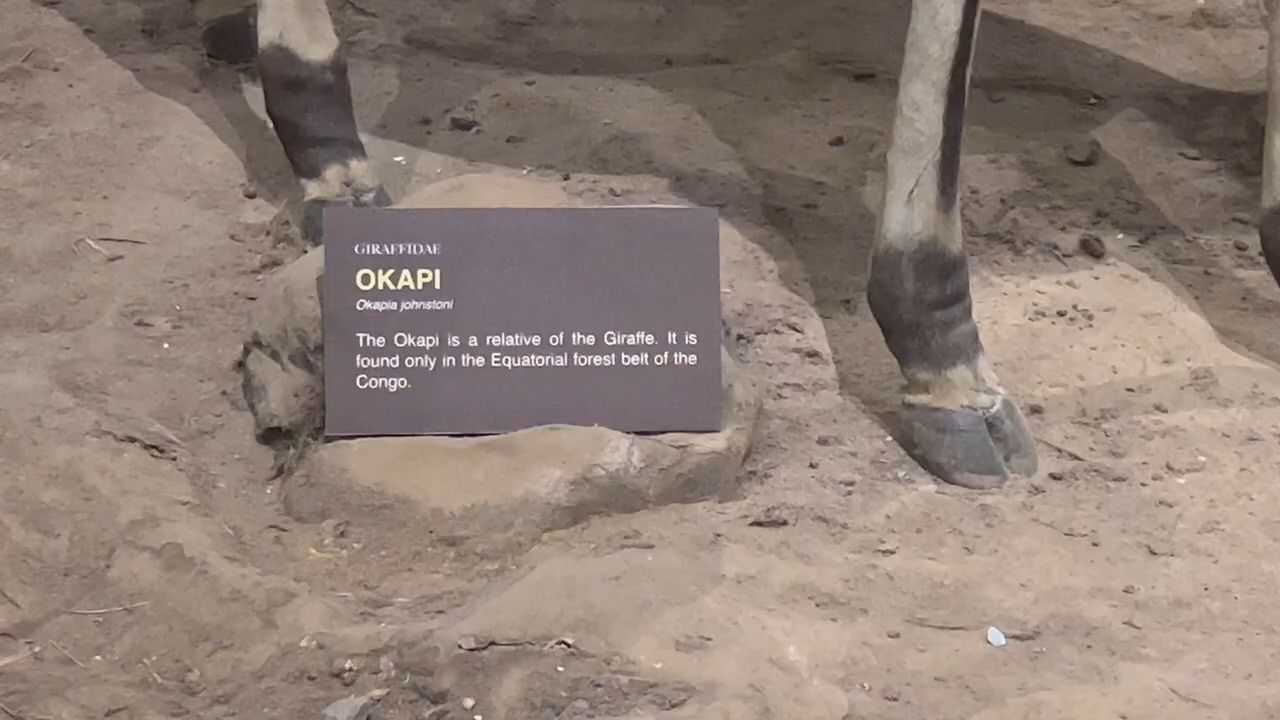 GIRAFFIDAE
OKAPI
Okapia johnstoni
The Okapi is a relative of the Giraffe. It is
found only in the Equatorial forest belt of the
Congo.